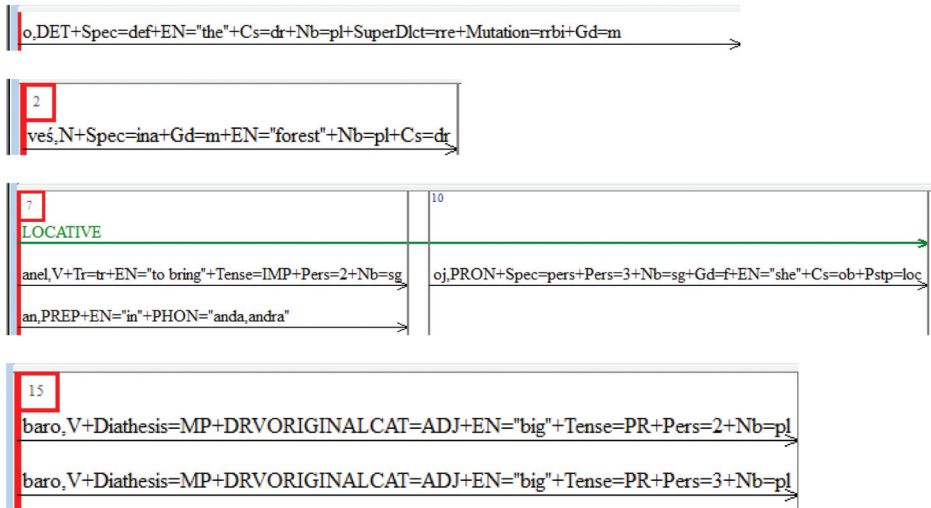 o,DET+Spec=def+EN="the"+Cs=dr+Nb=pl+SuperDlct=rre+Mutation=rrbi+Gd=m
2
veś,N+Spec=ina+Gd=m+EN="forest"+Nb=pl+Cs=dr
7 10
LOCATIVE
anel,V+Tr=tr+EN="to bring"+Tense=IMP+Pers=2+Nb=sg oj,PRON+Spec=pers+Pers=3+Nb=sg+Gd=f+EN="she"+Cs=ob+Pstp=loc
an,PREP+EN="in"+PHON="anda,andra"
15
baro,V+Diathesis=MP+DRVORIGINALCAT=ADJ+EN="big"+Tense=PR+Pers=2+Nb=pl
baro,V+Diathesis=MP+DRVORIGINALCAT=ADJ+EN="big"+Tense=PR+Pers=3+Nb=pl